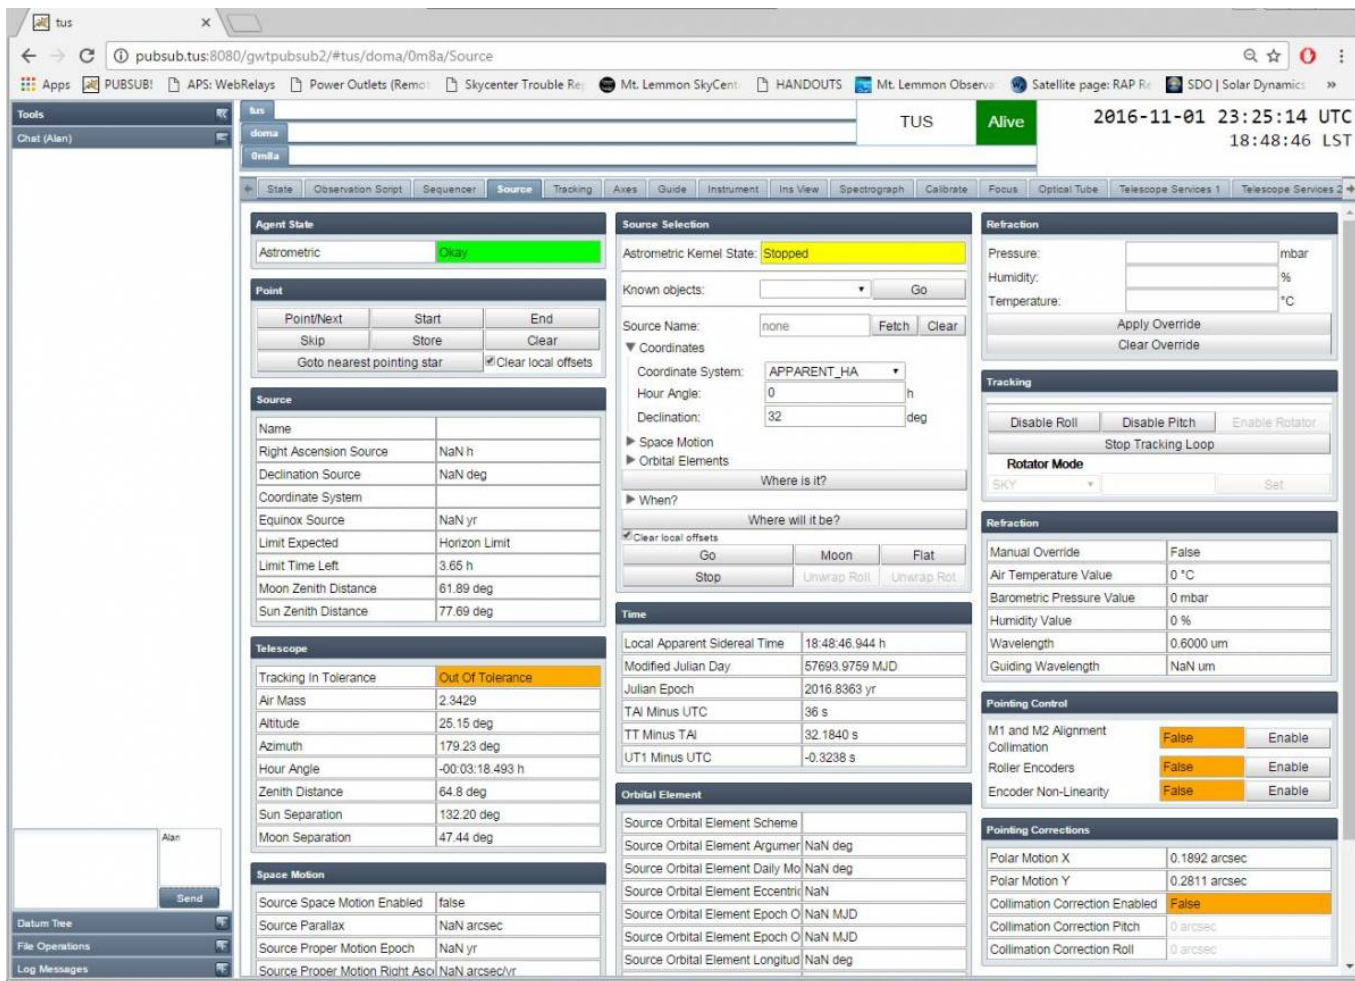 tus
pubsub.tus:8080/gwtpubsub2/#tus/doma/0m8a/Source
Apps PUBSUB! APS: WebRelays Power Outlets (Remo Skycenter Trouble Re Mt. Lemmon SkyCent HANDOUTS Mt. Lemmon Observa Satellite page: RAP Re SDO | Solar Dynamics »
Tools
Chat (Alan)
tus
doma
0m8a
TUS Alive 2016-11-01 23:25:14 UTC
18:48:46 LST
State Observation Script Sequencer Source Tracking Axes Guide Instrument Ins View Spectrograph Calibrate Focus Optical Tube Telescope Services 1 Telescope Services 2
Agent State
Astrometric Okay
Point
Point/Next Start End
Skip Store Clear
Goto nearest pointing star Clear local offsets
Source
Name
Right Ascension Source NaN h
Declination Source NaN deg
Coordinate System
Equinox Source NaN yr
Limit Expected Horizon Limit
Limit Time Left 3.65 h
Moon Zenith Distance 61.89 deg
Sun Zenith Distance 77.69 deg
Telescope
Tracking In Tolerance Out Of Tolerance
Air Mass 2.3429
Altitude 25.15 deg
Azimuth 179.23 deg
Hour Angle -00:03:18.493 h
Zenith Distance 64.8 deg
Sun Separation 132.20 deg
Moon Separation 47.44 deg
Space Motion
Source Space Motion Enabled false
Source Parallax NaN arcsec
Source Proper Motion Epoch NaN yr
Source Proper Motion Right Asc NaN arcsec/yr
Source Selection
Astrometric Kernel State: Stopped
Known objects: Go
Source Name: none Fetch Clear
Coordinates
Coordinate System: APPARENT_HA
Hour Angle: 0 h
Declination: 32 deg
Space Motion
Orbital Elements
Where is it?
When?
Where will it be?
Clear local offsets
Go Moon Flat
Stop Unwrap Roll Unwrap Rot
Time
Local Apparent Sidereal Time 18:48:46.944 h
Modified Julian Day 57693.9759 MJD
Julian Epoch 2016.8363 yr
TAI Minus UTC 36 s
TT Minus TAI 32.1840 s
UT1 Minus UTC -0.3238 s
Orbital Element
Source Orbital Element Scheme
Source Orbital Element Argumer NaN deg
Source Orbital Element Daily Mo NaN deg
Source Orbital Element Eccentric NaN
Source Orbital Element Epoch O NaN MJD
Source Orbital Element Epoch O NaN MJD
Source Orbital Element Longitud NaN deg
Refraction
Pressure: mbar
Humidity: %
Temperature: °C
Apply Override
Clear Override
Tracking
Disable Roll Disable Pitch Enable Rotator
Stop Tracking Loop
Rotator Mode
SKY Set
Refraction
Manual Override False
Air Temperature Value 0 °C
Barometric Pressure Value 0 mbar
Humidity Value 0 %
Wavelength 0.6000 um
Guiding Wavelength NaN um
Pointing Control
M1 and M2 Alignment
Collimation False Enable
Roller Encoders False Enable
Encoder Non-Linearity False Enable
Pointing Corrections
Polar Motion X 0.1892 arcsec
Polar Motion Y 0.2811 arcsec
Collimation Correction Enabled False
Collimation Correction Pitch 0 arcsec
Collimation Correction Roll 0 arcsec
Alan
Send
Datum Tree
File Operations
Log Messages